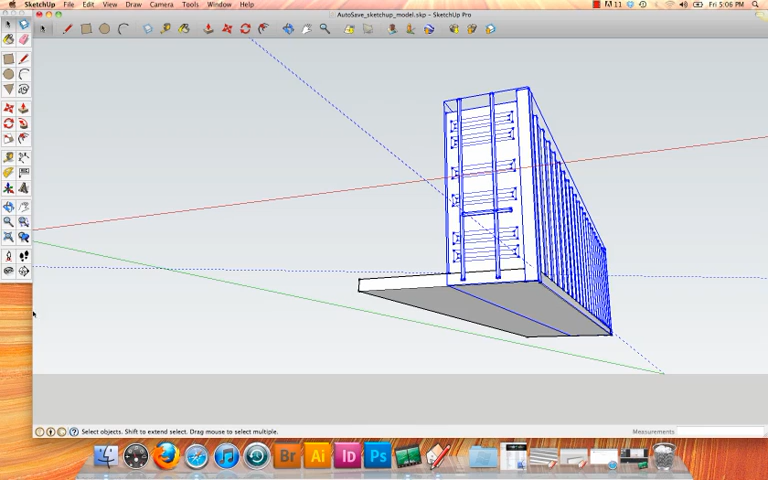 SketchUp File Edit View Draw Camera Tools Window Help
11
Fri 5:06 PM
AutoSave_sketchup_model.skp – SketchUp Pro
Select objects. Shift to extend select. Drag mouse to select multiple.
Measurements
Br Ai Id Ps